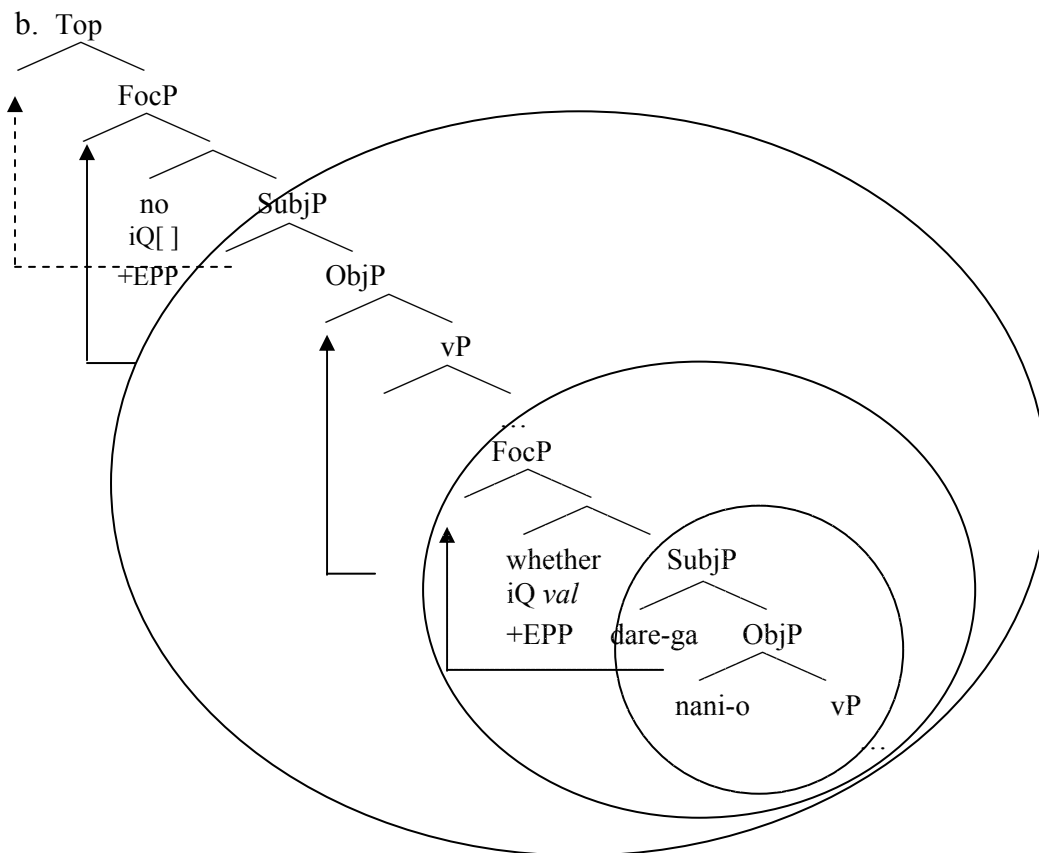 b. Top
FocP
no SubjP
iQ[ ]
+EPP ObjP
vP
…
FocP
whether SubjP
iQ val
+EPP dare-ga ObjP
nani-o vP
…